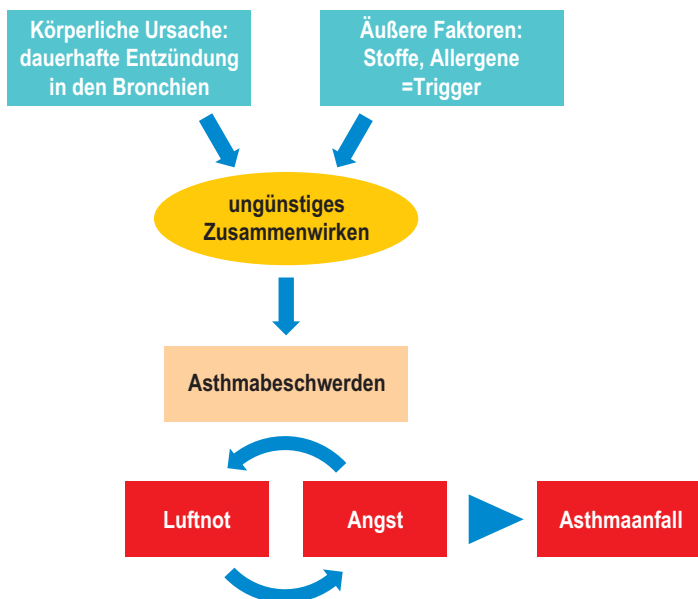 Körperliche Ursache:
dauerhafte Entzündung
in den Bronchien
Äußere Faktoren:
Stoffe, Allergene
=Trigger
ungünstiges
Zusammenwirken
Asthmabeschwerden
Luftnot
Angst
Asthmaanfall